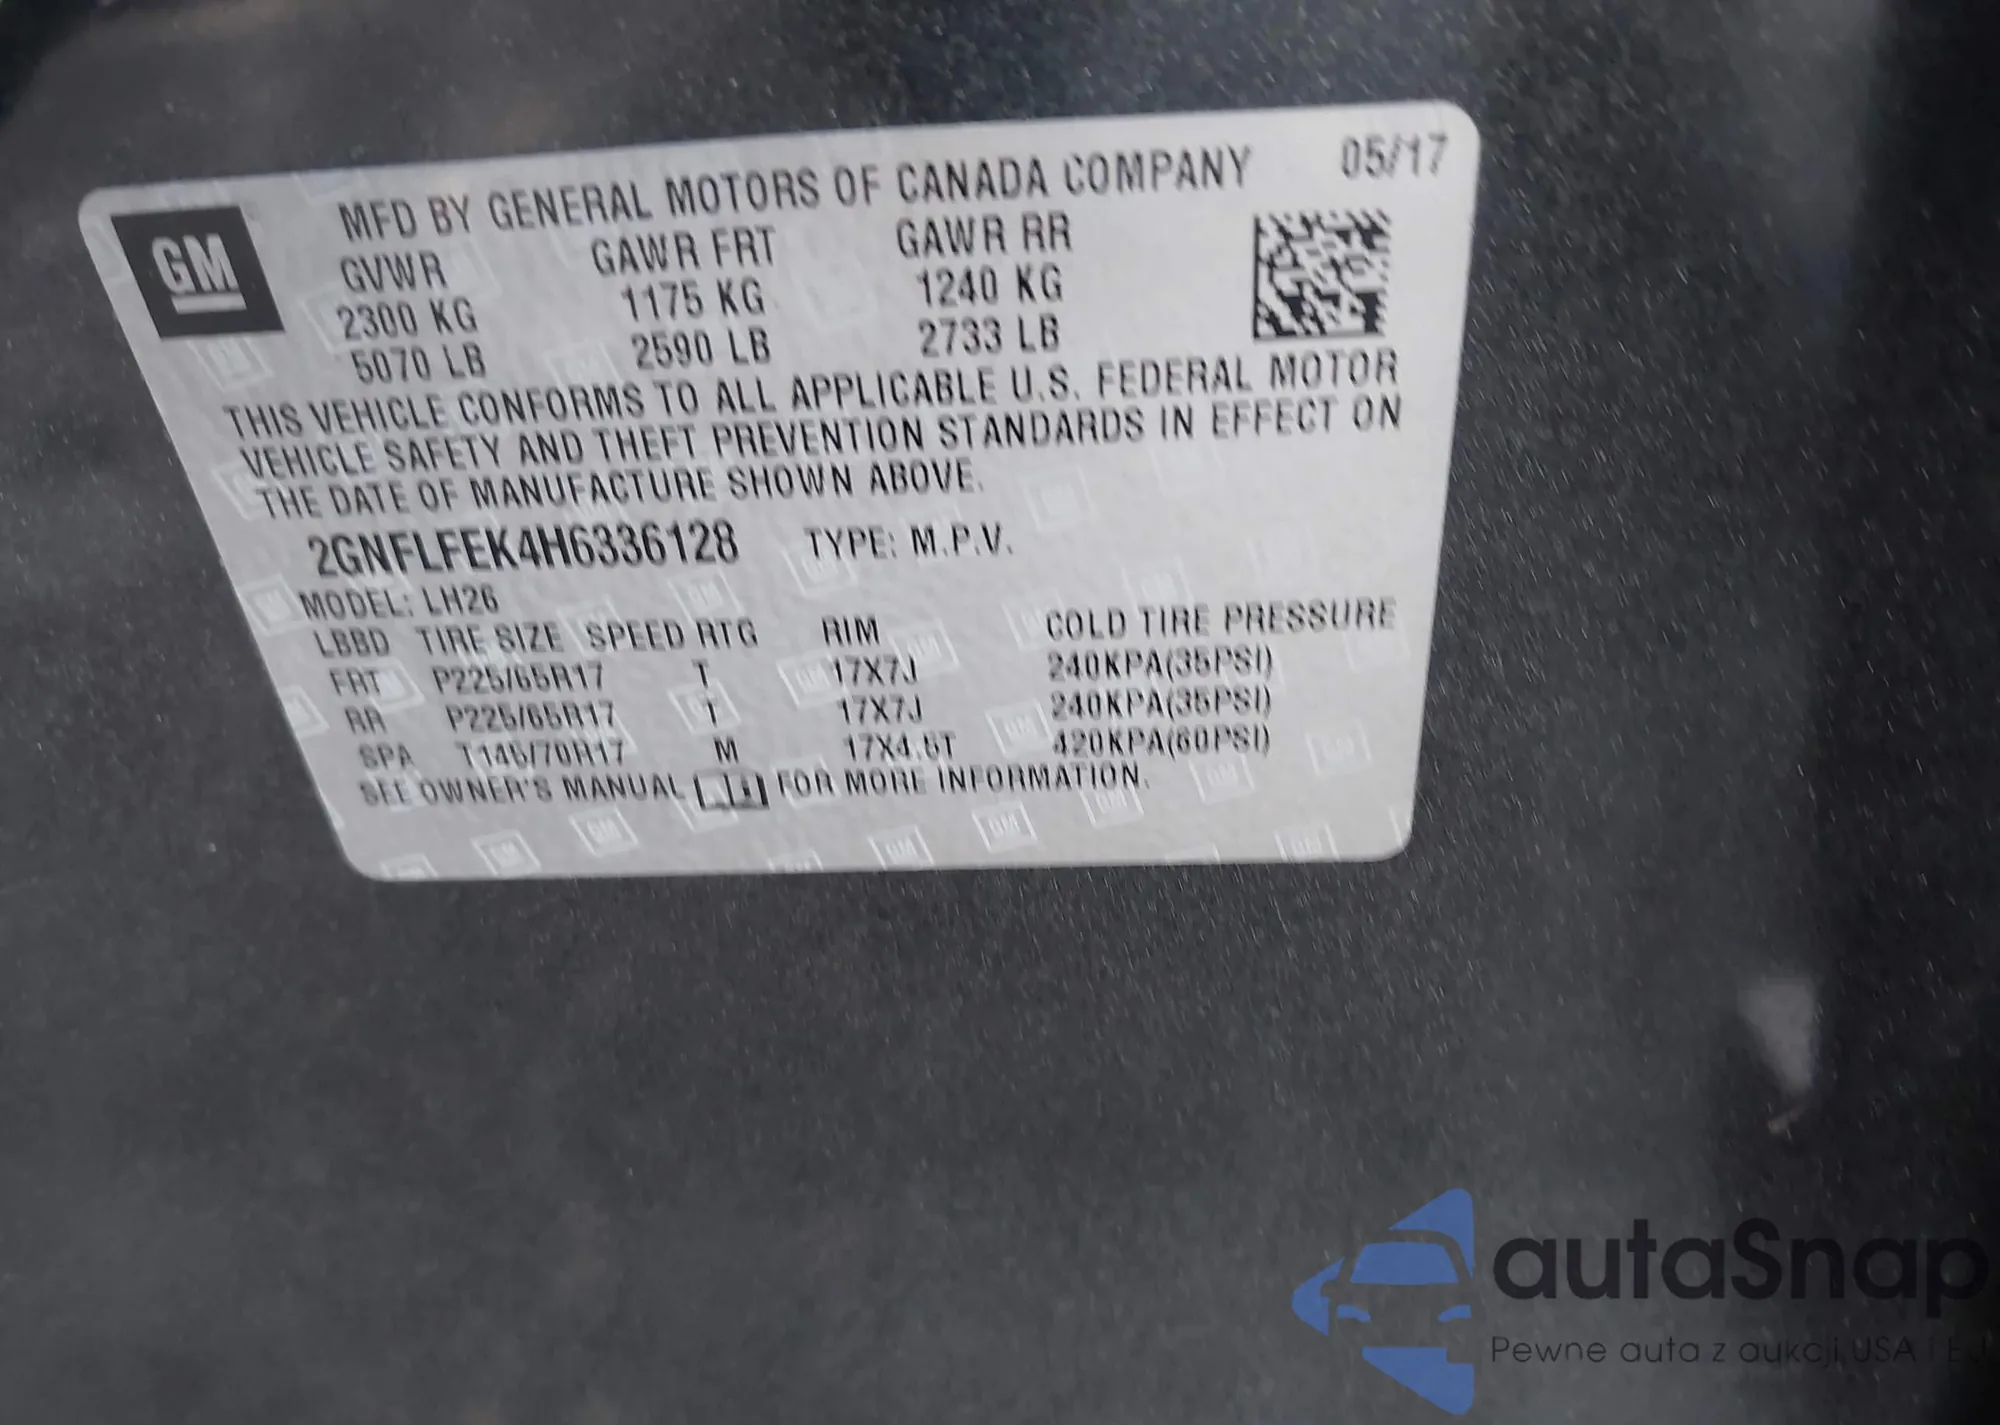 GM
MFD BY GENERAL MOTORS OF CANADA COMPANY 05/17
GVWR GAWR FRT GAWR RR
2300 KG 1175 KG 1240 KG
5070 LB 2590 LB 2733 LB
THIS VEHICLE CONFORMS TO ALL APPLICABLE U.S. FEDERAL MOTOR
VEHICLE SAFETY AND THEFT PREVENTION STANDARDS IN EFFECT ON
THE DATE OF MANUFACTURE SHOWN ABOVE.
2GNFLFEK4H6336128 TYPE: M.P.V.
MODEL: LH26
LBBD TIRE SIZE SPEED RTG RIM COLD TIRE PRESSURE
FRT P225/65R17 T 17X7J 240KPA(35PSI)
RR P225/65R17 T 17X7J 240KPA(35PSI)
SPA T145/70R17 M 17X4.5T 420KPA(60PSI)
SEE OWNER'S MANUAL FOR MORE INFORMATION.
autaSnap
Pewne auta z aukcji USA i EU